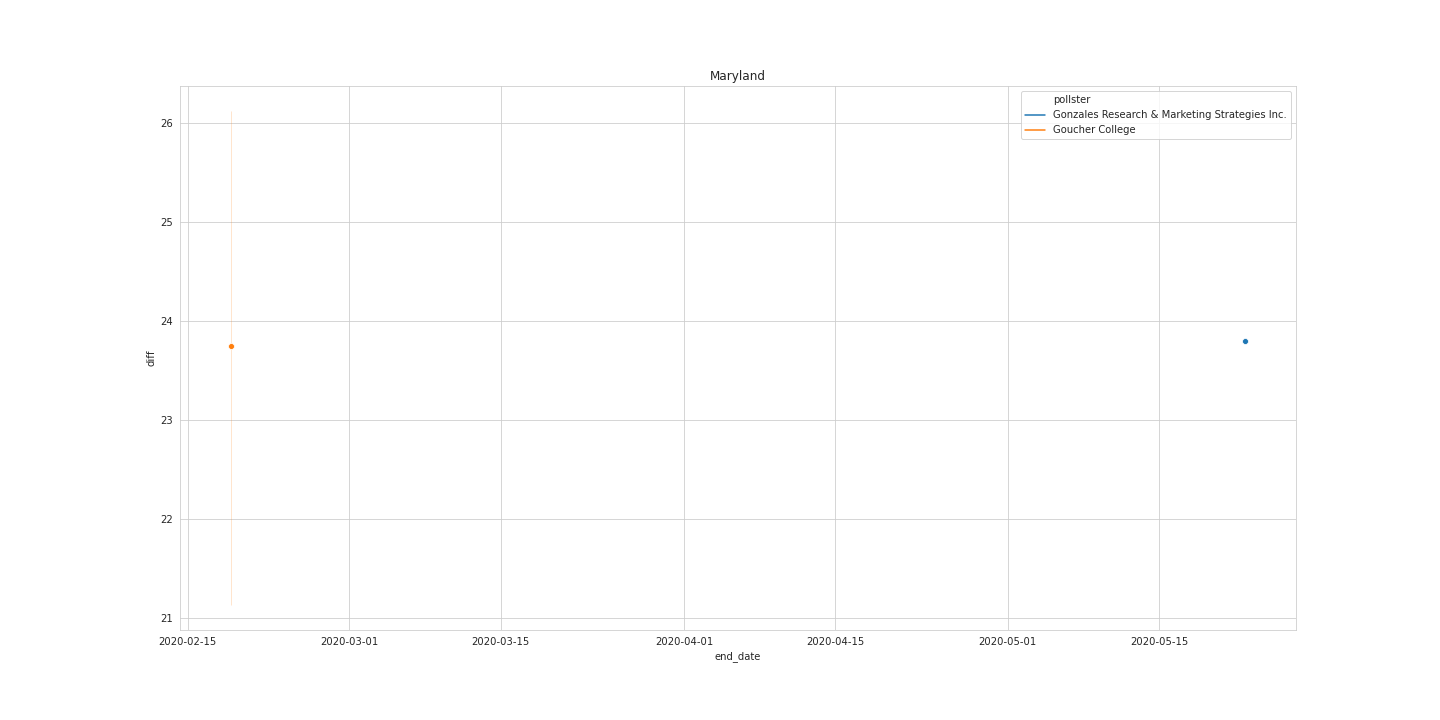 Maryland
pollster
Gonzales Research & Marketing Strategies Inc.
Goucher College
26
25
24
23
22
21
diff
2020-02-15 2020-03-01 2020-03-15 2020-04-01 2020-04-15 2020-05-01 2020-05-15
end_date